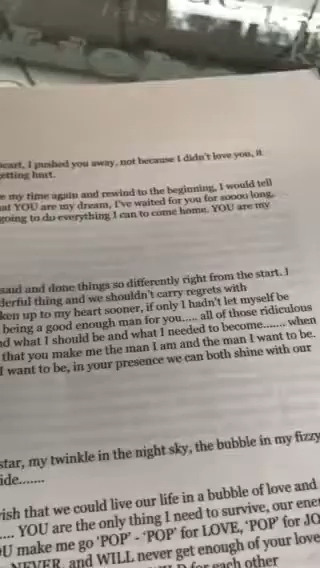 heart, I pushed you away, not because I didn't love you, it
getting hurt.
e my time again and rewind to the beginning, I would tell
at YOU are my dream, I've waited for you for soooo long,
going to do everything I can to come home. YOU are my
said and done things so differently right from the start. I
derful thing and we shouldn't carry regrets with
ken up to my heart sooner, if only I hadn't let myself be
being a good enough man for you..... all of those ridiculous
nd what I should be and what I needed to become....... when
that you make me the man I am and the man I want to be.
I want to be, in your presence we can both shine with our
star, my twinkle in the night sky, the bubble in my fizzy
ide.......
ish that we could live our life in a bubble of love and
.... YOU are the only thing I need to survive, our ener
U make me go 'POP' - 'POP' for LOVE, 'POP' for JO
NEVER, and WILL never get enough of your love
for each other